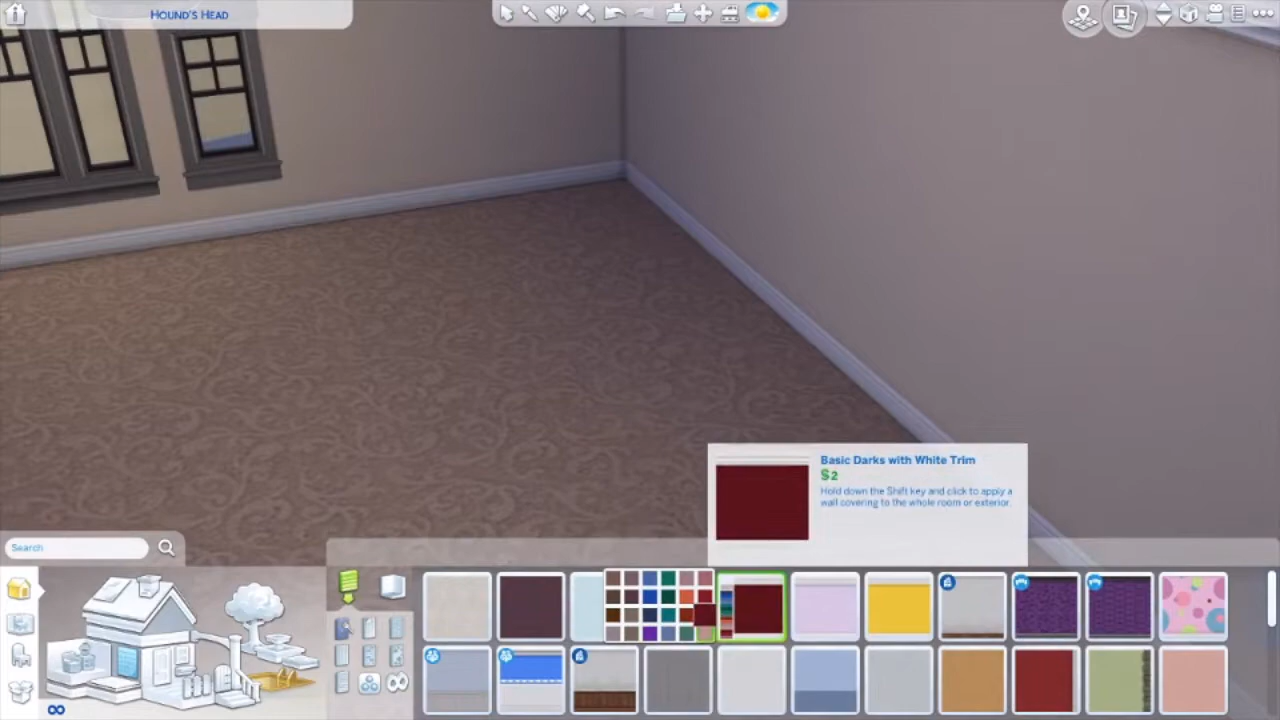 HOUND'S HEAD
Basic Darks with White Trim
$2
Hold down the Shift key and click to apply a
wall covering to the whole room or exterior.
Search